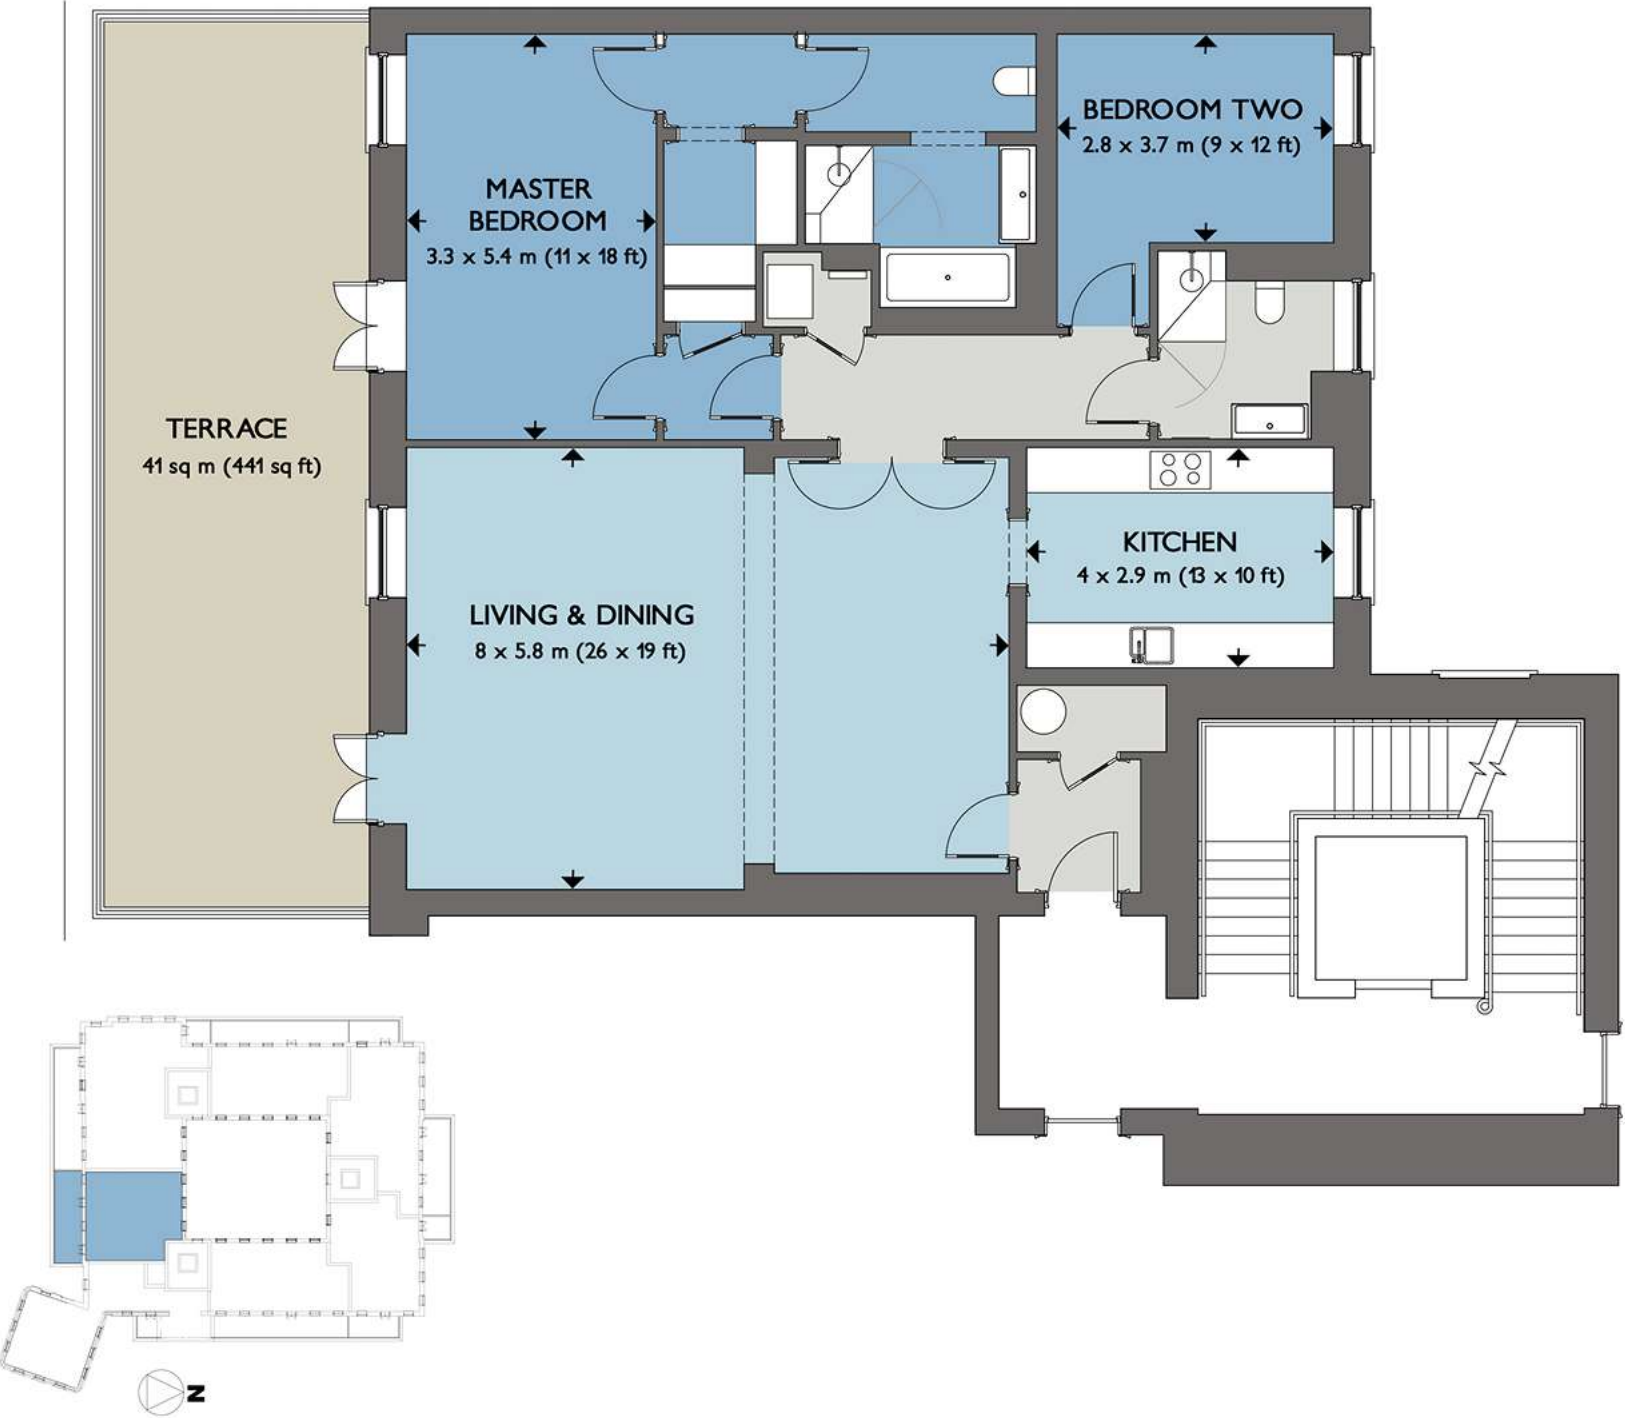 BEDROOM TWO
2.8 x 3.7 m (9 x 12 ft)
MASTER
BEDROOM
3.3 x 5.4 m (11 x 18 ft)
TERRACE
41 sq m (441 sq ft)
KITCHEN
4 x 2.9 m (13 x 10 ft)
LIVING & DINING
8 x 5.8 m (26 x 19 ft)
N